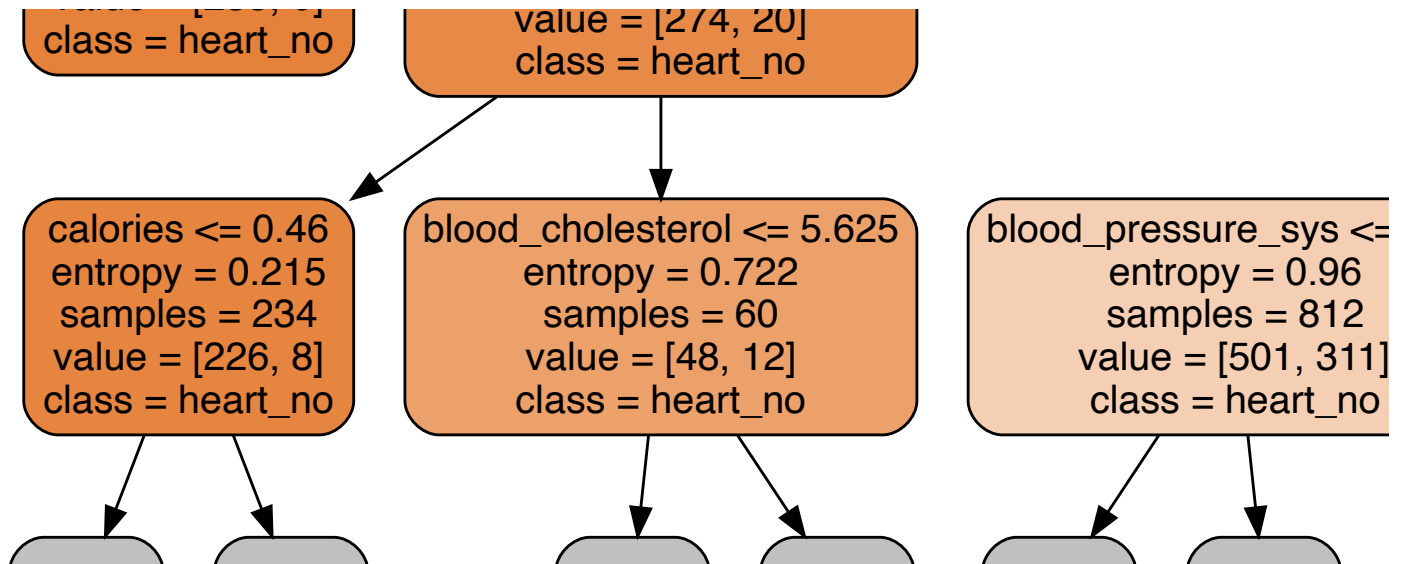 class = heart_no
value = [274, 20]
class = heart_no
calories <= 0.46
entropy = 0.215
samples = 234
value = [226, 8]
class = heart_no
blood_cholesterol <= 5.625
entropy = 0.722
samples = 60
value = [48, 12]
class = heart_no
blood_pressure_sys <=
entropy = 0.96
samples = 812
value = [501, 311]
class = heart_no